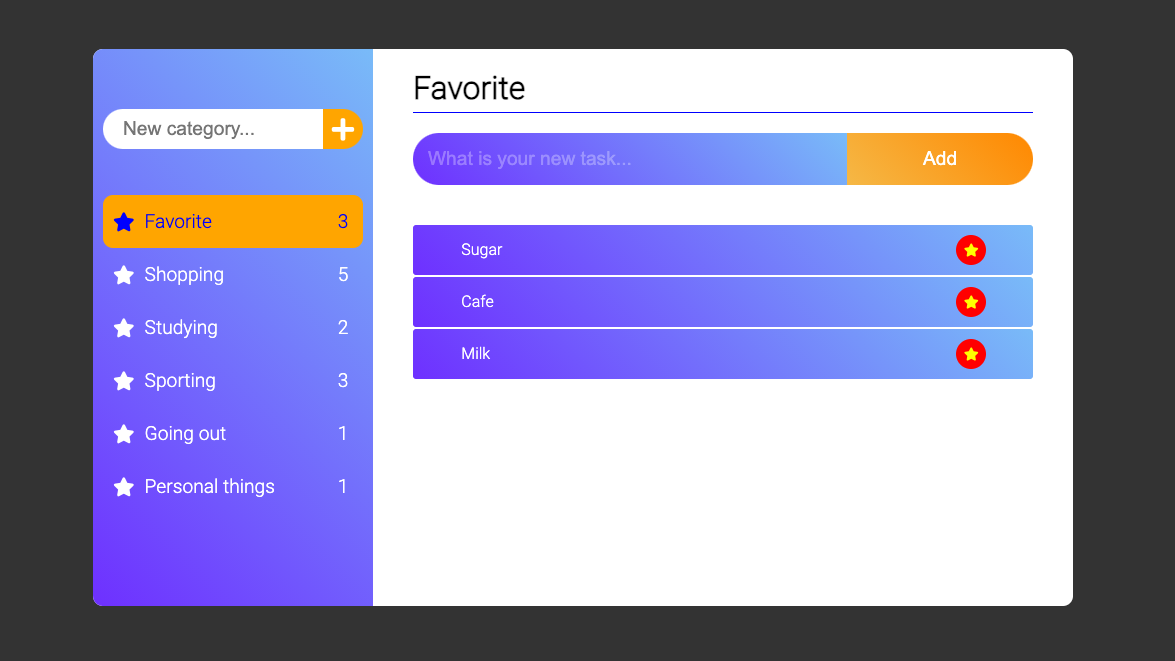 New category...
Favorite 3
Shopping 5
Studying 2
Sporting 3
Going out 1
Personal things 1
Favorite
What is your new task...
Add
Sugar
Cafe
Milk